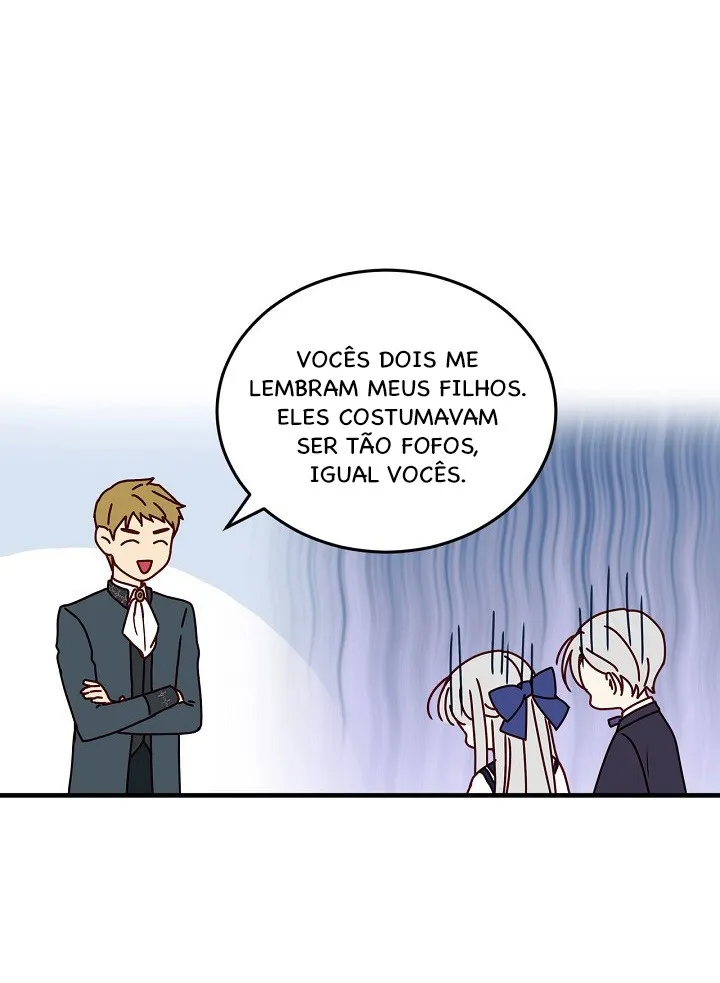 VOCÊS DOIS ME
LEMBRAM MEUS FILHOS.
ELES COSTUMAVAM
SER TÃO FOFOS,
IGUAL VOCÊS.